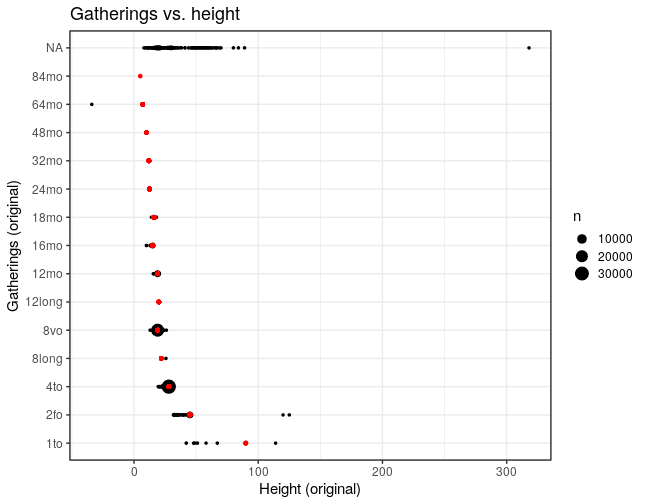 Gatherings vs. height
Gatherings (original)
NA
84mo
64mo
48mo
32mo
24mo
18mo
16mo
12mo
12long
8vo
8long
4to
2fo
1to
0 100 200 300
Height (original)
n
10000
20000
30000